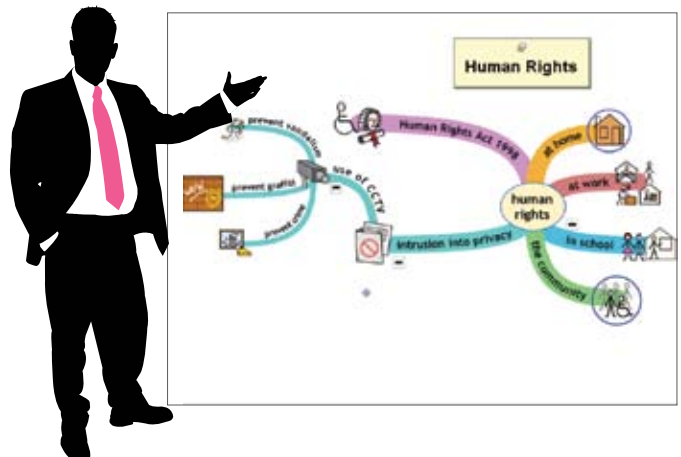 Human Rights
Human Rights Act 1998
at home
at work
human
rights
in school
the community
intrusion into privacy
use of CCTV
prevent vandalism
prevent graffiti
prevent crime